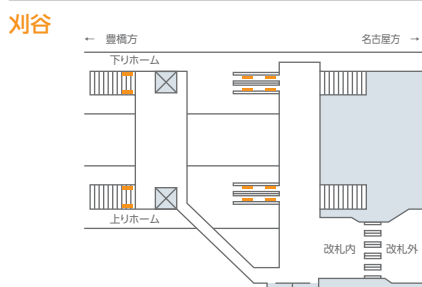 刈谷
← 豊橋方
名古屋方 →
下りホーム
上りホーム
改札内
改札外